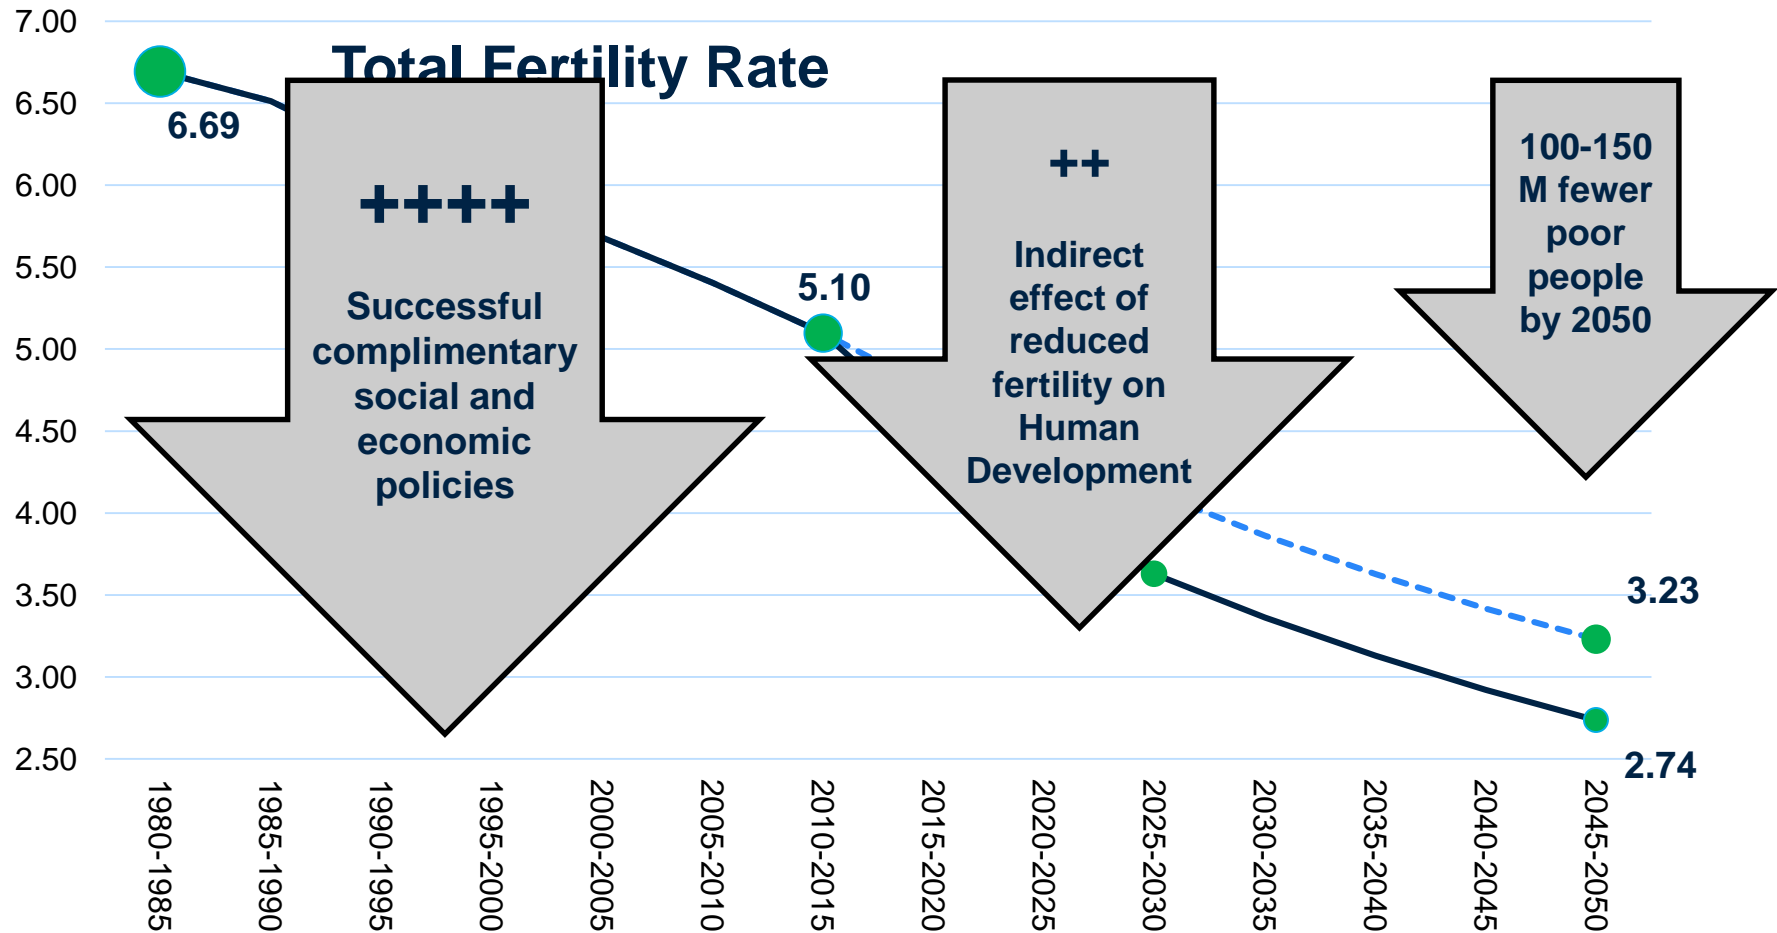 Total Fertility Rate
7.00
6.50
6.00
5.50
5.00
4.50
4.00
3.50
3.00
2.50
6.69
5.10
3.23
2.74
++++
Successful
complimentary
social and
economic
policies
++
Indirect
effect of
reduced
fertility on
Human
Development
100-150
M fewer
poor
people
by 2050
1980-1985
1985-1990
1990-1995
1995-2000
2000-2005
2005-2010
2010-2015
2015-2020
2020-2025
2025-2030
2030-2035
2035-2040
2040-2045
2045-2050